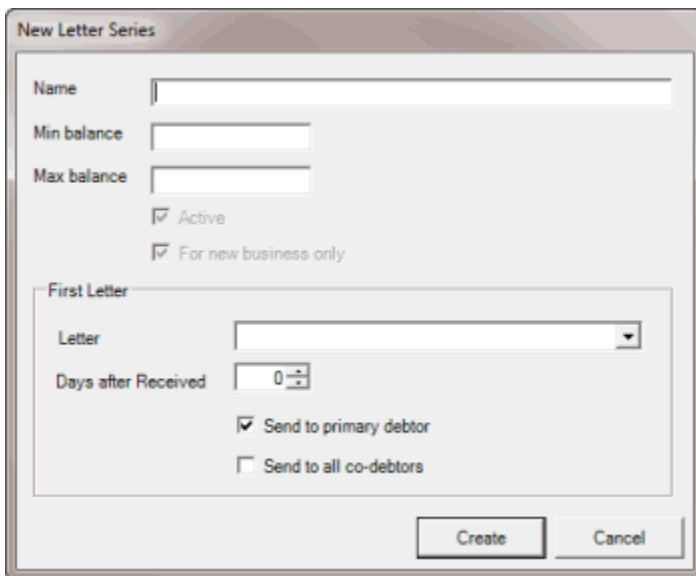 New Letter Series
Name
Min balance
Max balance
Active
For new business only
First Letter
Letter
Days after Received 0
Send to primary debtor
Send to all co-debtors
Create Cancel